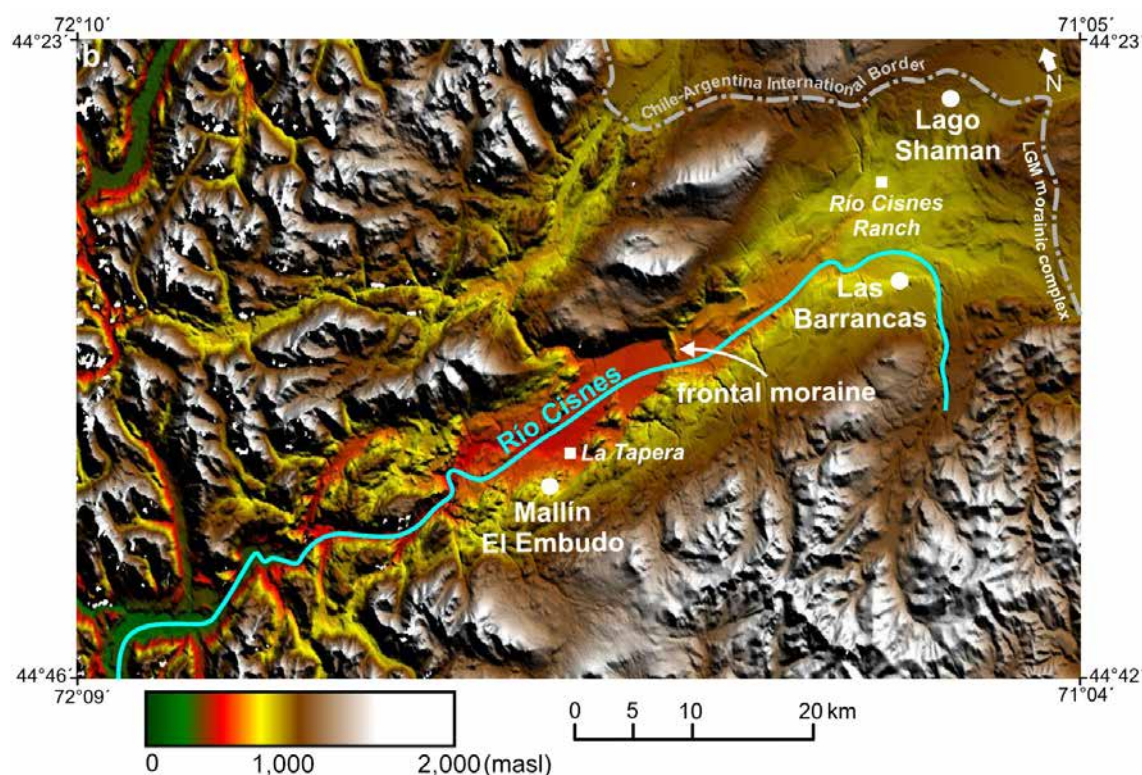 72°10´
71°05´
44°23´
44°23´
b.
N
Chile-Argentina International Border
Lago
Shaman
LGM morainic complex
Río Cisnes
Ranch
Las
Barrancas
frontal moraine
Río Cisnes
La Tapera
Mallín
El Embudo
44°46´
44°42´
72°09´
71°04´
0 1,000 2,000 (masl)
0 5 10 20 km